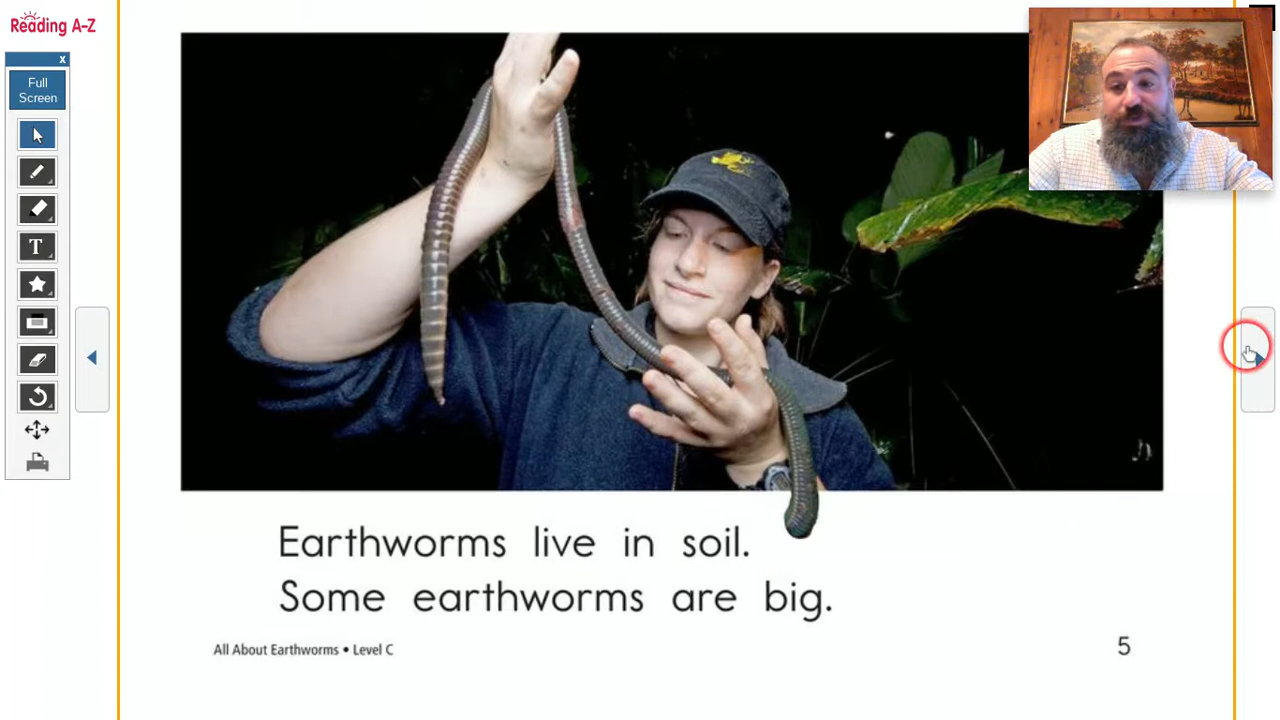 Reading A-Z
x
Full
Screen
T
Earthworms live in soil.
Some earthworms are big.
All About Earthworms • Level C
5